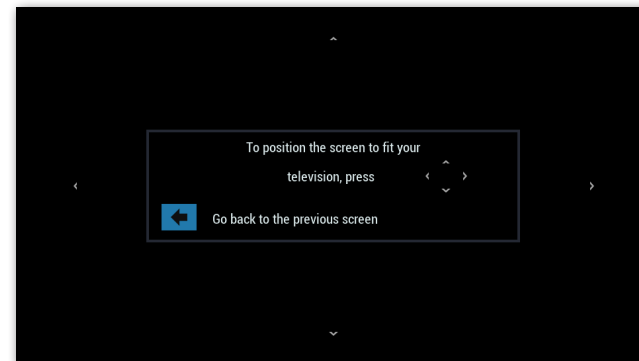 To position the screen to fit your
television, press
Go back to the previous screen